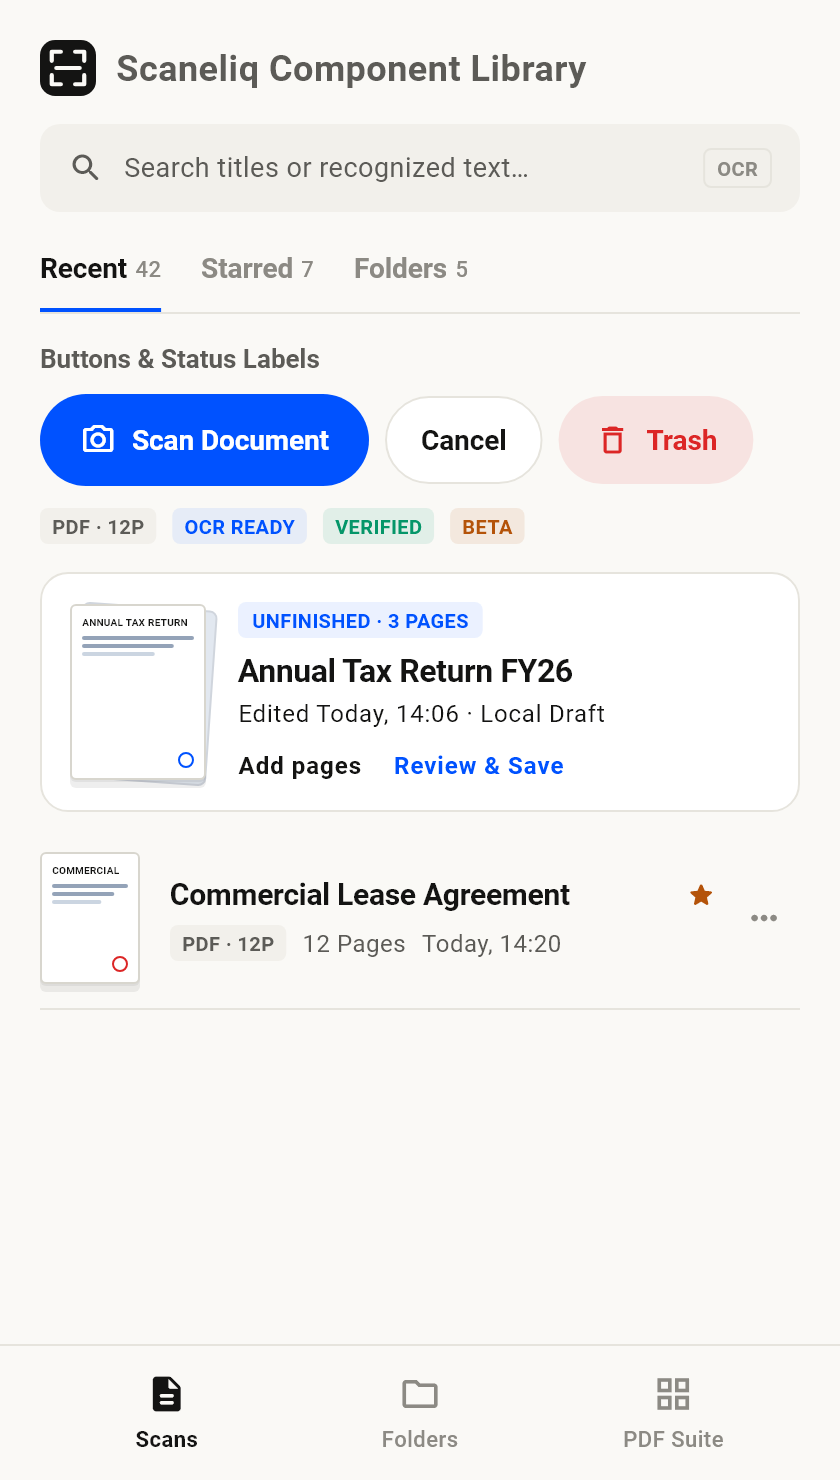 Scaneliq Component Library
Search titles or recognized text…
OCR
Recent 42 Starred 7 Folders 5
Buttons & Status Labels
Scan Document Cancel Trash
PDF · 12P OCR READY VERIFIED BETA
ANNUAL TAX RETURN
UNFINISHED · 3 PAGES
Annual Tax Return FY26
Edited Today, 14:06 · Local Draft
Add pages Review & Save
COMMERCIAL
Commercial Lease Agreement
PDF · 12P 12 Pages Today, 14:20
Scans Folders PDF Suite